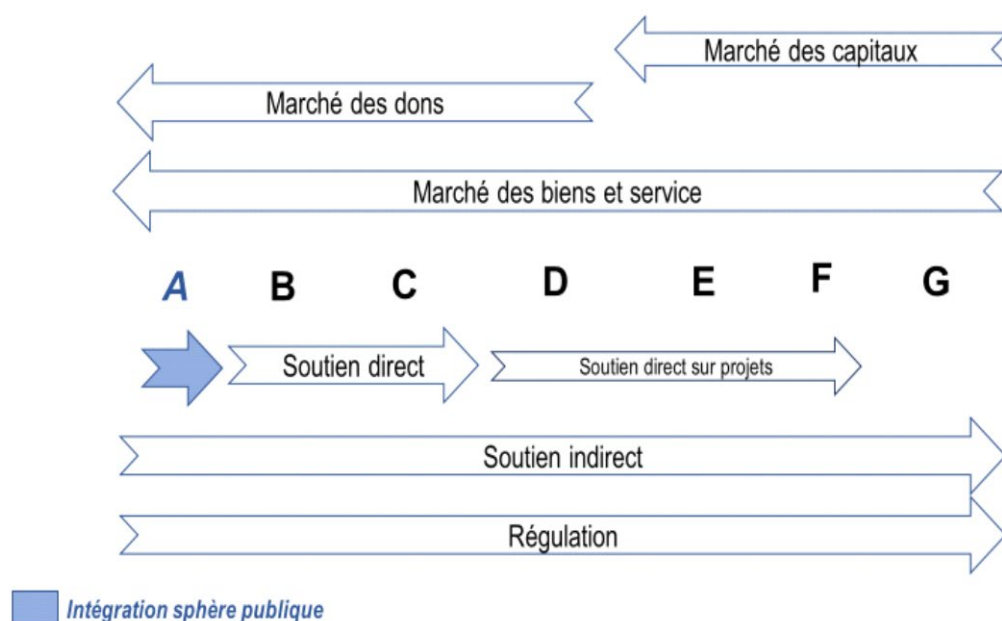 Marché des capitaux
Marché des dons
Marché des biens et service
A B C D E F G
Soutien direct
Soutien direct sur projets
Soutien indirect
Régulation
Intégration sphère publique